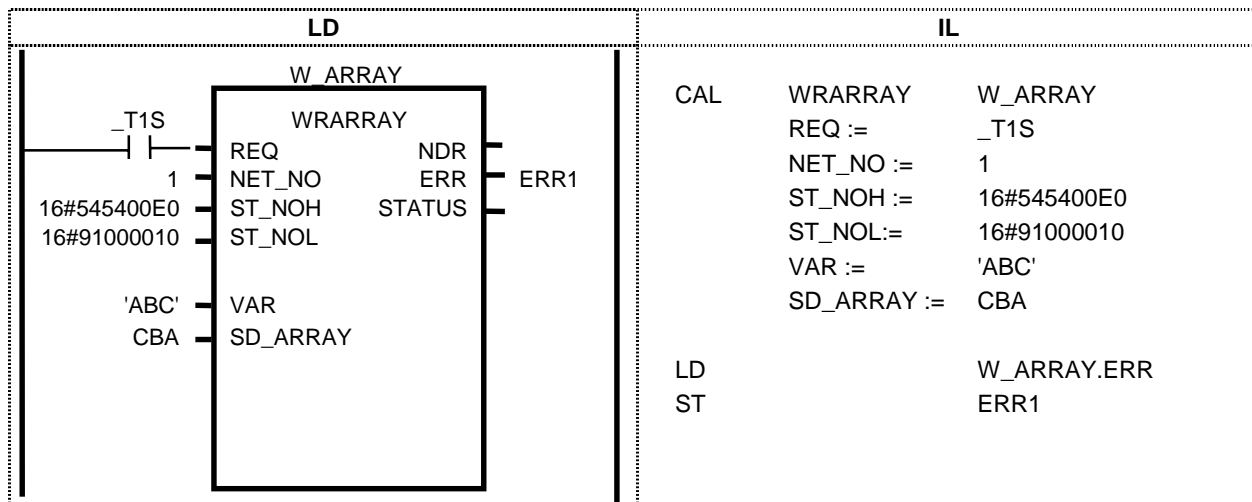 LD IL
W_ARRAY
WRARRAY
_T1S
REQ NDR
1 NET_NO ERR ERR1
16#545400E0 ST_NOH STATUS
16#91000010 ST_NOL
'ABC' VAR
CBA SD_ARRAY
CAL WRARRAY W_ARRAY
REQ := _T1S
NET_NO := 1
ST_NOH := 16#545400E0
ST_NOL:= 16#91000010
VAR := 'ABC'
SD_ARRAY := CBA
LD W_ARRAY.ERR
ST ERR1